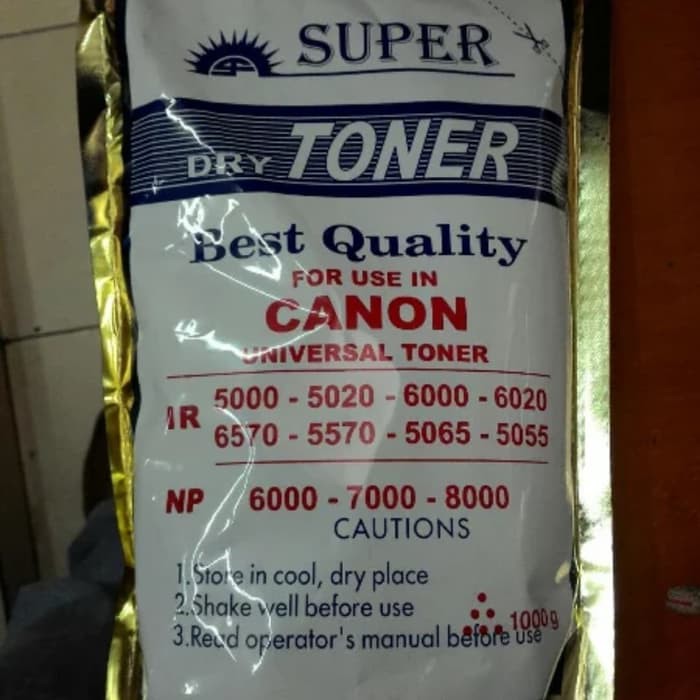 SUPER
DRY TONER
Best Quality
FOR USE IN
CANON
UNIVERSAL TONER
IR 5000 - 5020 - 6000 - 6020
6570 - 5570 - 5065 - 5055
NP 6000 - 7000 - 8000
CAUTIONS
1.Store in cool, dry place
2.Shake well before use
3.Read operator's manual before use
1000g